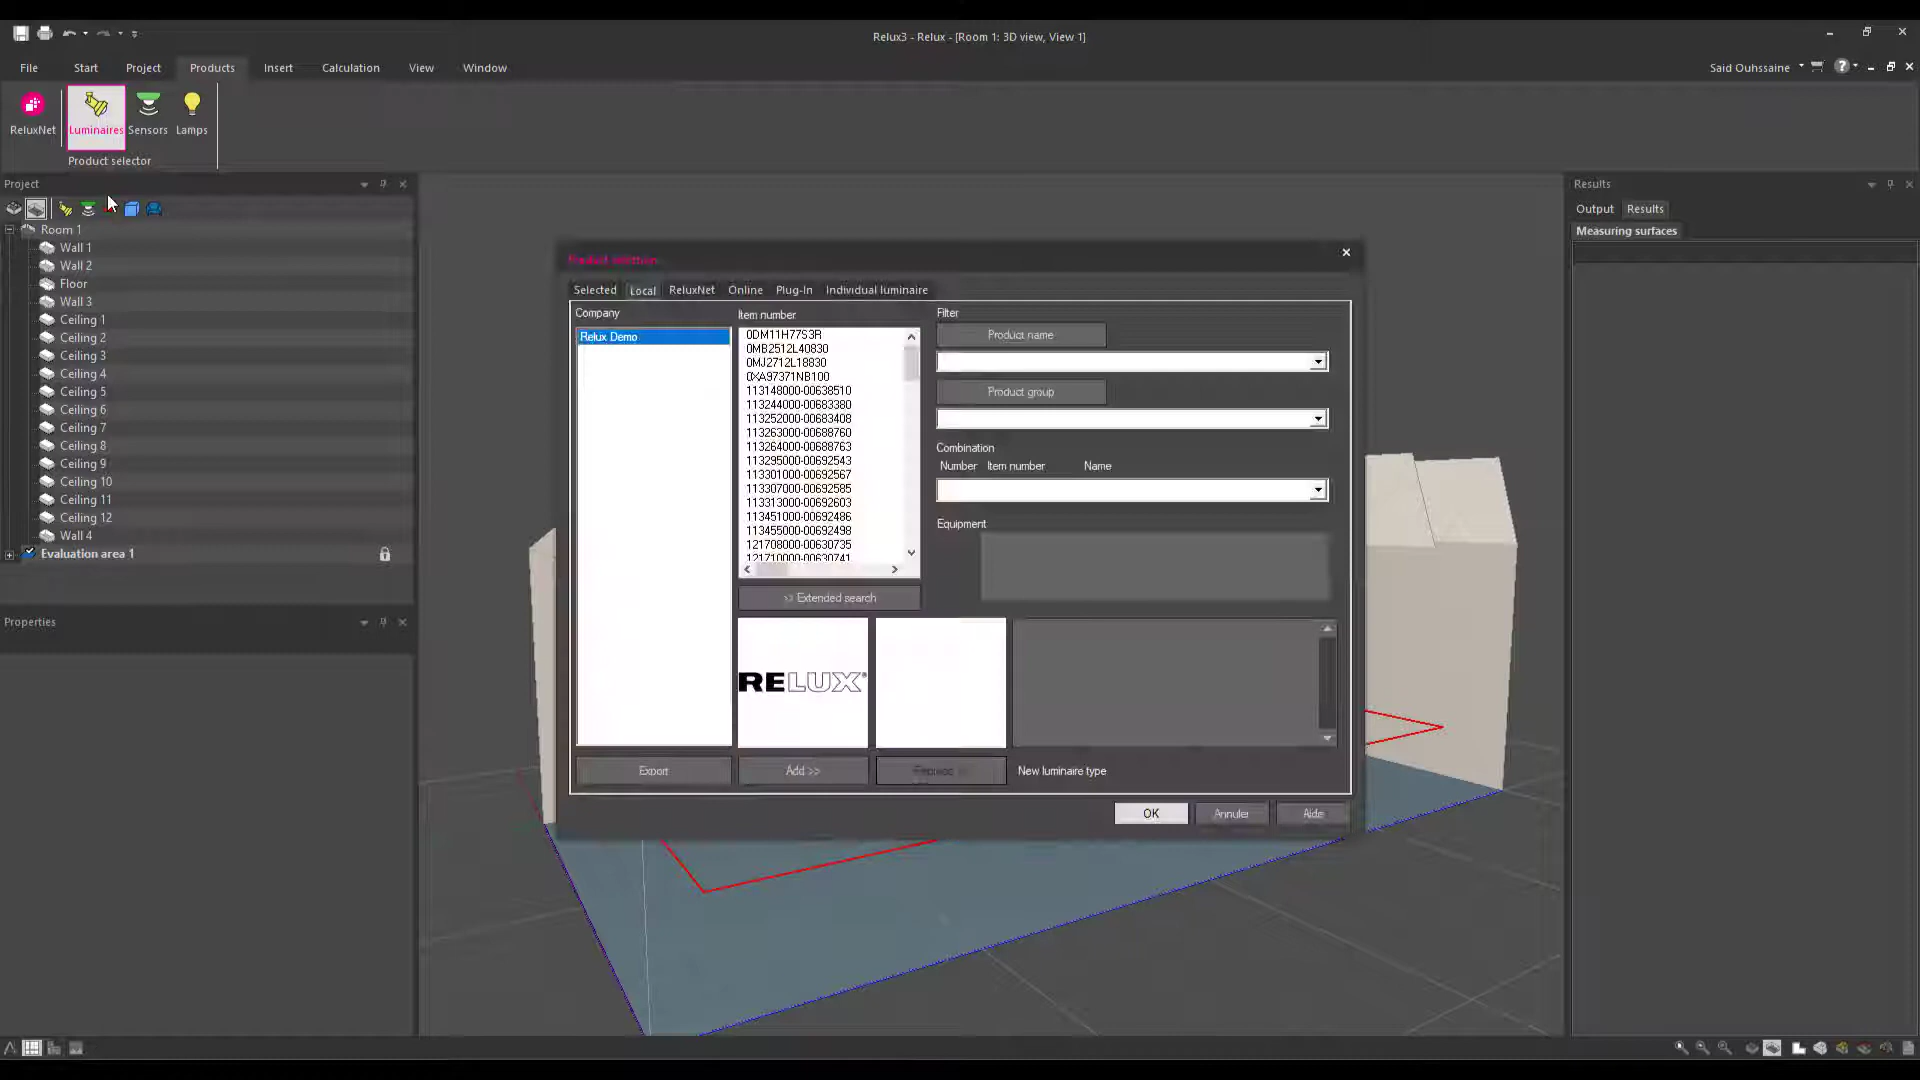 Relux3 - Relux - [Room 1: 3D view, View 1]
File Start Project Products Insert Calculation View Window
Said Ouhssaine
ReluxNet Luminaires Sensors Lamps
Product selector
Project
Room 1
Wall 1
Wall 2
Floor
Wall 3
Ceiling 1
Ceiling 2
Ceiling 3
Ceiling 4
Ceiling 5
Ceiling 6
Ceiling 7
Ceiling 8
Ceiling 9
Ceiling 10
Ceiling 11
Ceiling 12
Wall 4
Evaluation area 1
Properties
Selected Local ReluxNet Online Plug-In Individual luminaire
Company
Relux Demo
Item number
0DM11H77S3R
0MB2512L40830
0MJ2712L18830
0XA97371NB100
113148000-00638510
113244000-00683380
113252000-00683408
113263000-00688760
113264000-00688763
113295000-00692543
113301000-00692567
113307000-00692585
113313000-00692603
113451000-00692486
113455000-00692498
121708000-00630735
121710000-00630741
>> Extended search
Filter
Product name
Product group
Combination
Number Item number Name
Equipment
RELUX®
Export Add >> New luminaire type
OK Annuler Aide
Results
Output Results
Measuring surfaces